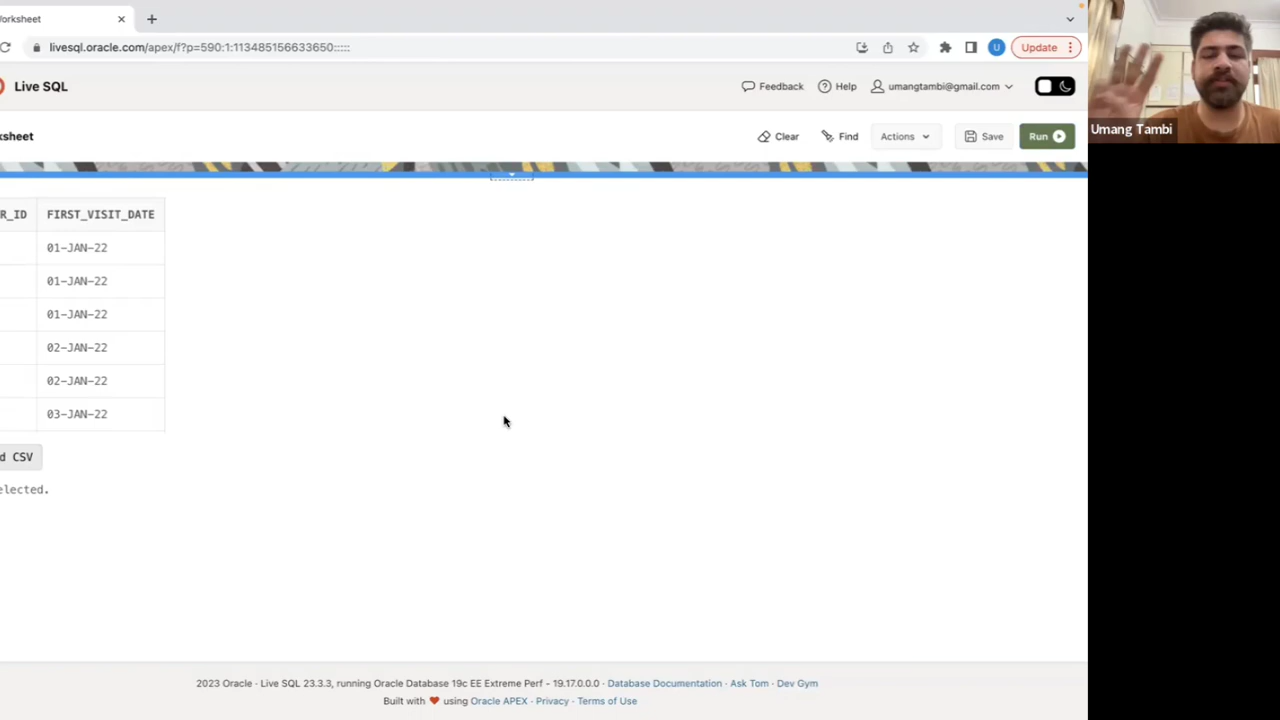 orksheet
livesql.oracle.com/apex/f?p=590:1:113485156633650:::::
U
Update
Live SQL
Feedback
Help
umangtambi@gmail.com
Umang Tambi
ksheet
Clear
Find
Actions
Save
Run
R_ID FIRST_VISIT_DATE
01-JAN-22
01-JAN-22
01-JAN-22
02-JAN-22
02-JAN-22
03-JAN-22
d CSV
elected.
2023 Oracle · Live SQL 23.3.3, running Oracle Database 19c EE Extreme Perf - 19.17.0.0.0 · Database Documentation · Ask Tom · Dev Gym
Built with ❤ using Oracle APEX · Privacy · Terms of Use